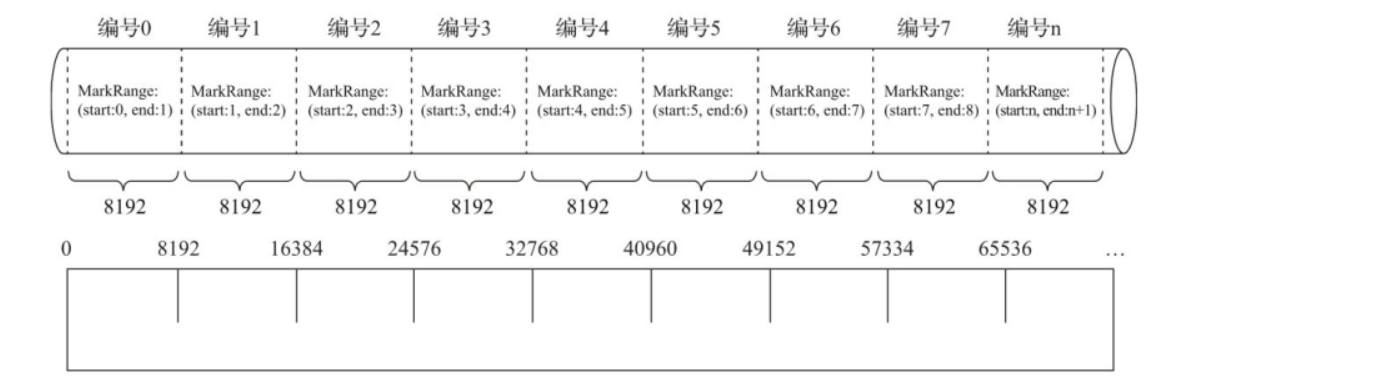 编号0 编号1 编号2 编号3 编号4 编号5 编号6 编号7 编号n
MarkRange: MarkRange: MarkRange: MarkRange: MarkRange: MarkRange: MarkRange: MarkRange: MarkRange:
(start:0, end:1) (start:1, end:2) (start:2, end:3) (start:3, end:4) (start:4, end:5) (start:5, end:6) (start:6, end:7) (start:7, end:8) (start:n, end:n+1)
8192 8192 8192 8192 8192 8192 8192 8192 8192
0 8192 16384 24576 32768 40960 49152 57334 65536 …